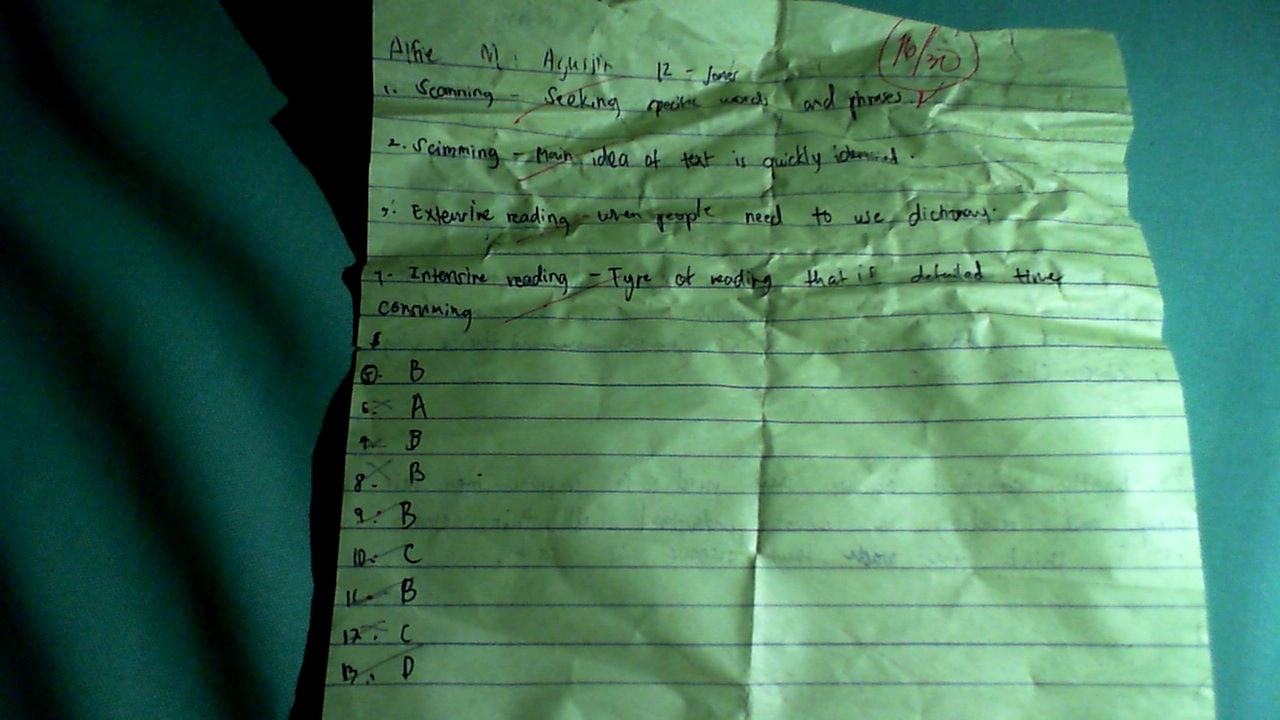 Alfie M. Agustin 12 - Jones
16/30
1. Scanning - Seeking specific words and phrases.
2. Scimming - Main idea of text is quickly
3. Extensive reading - when people need to use dictionary.
4. Intensive reading - Type of reading that is detailed time
consuming
5. B
6. A
7. B
8. B
9. B
10. C
11. B
12. C
13. D